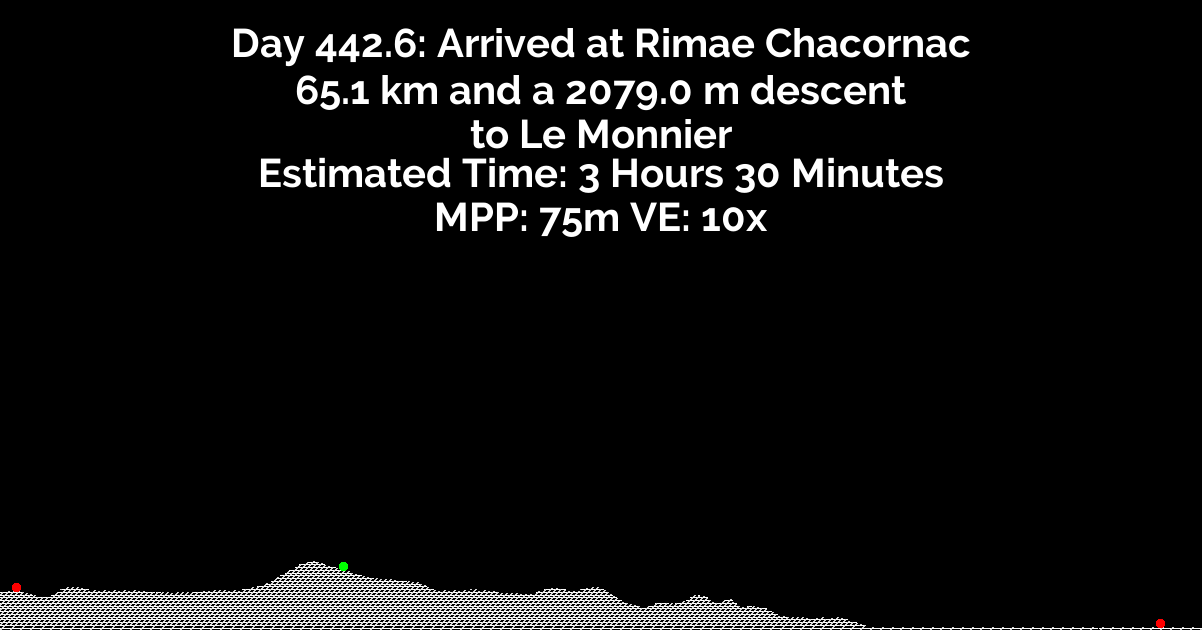 Day 442.6: Arrived at Rimae Chacornac
65.1 km and a 2079.0 m descent
to Le Monnier
Estimated Time: 3 Hours 30 Minutes
MPP: 75m VE: 10x